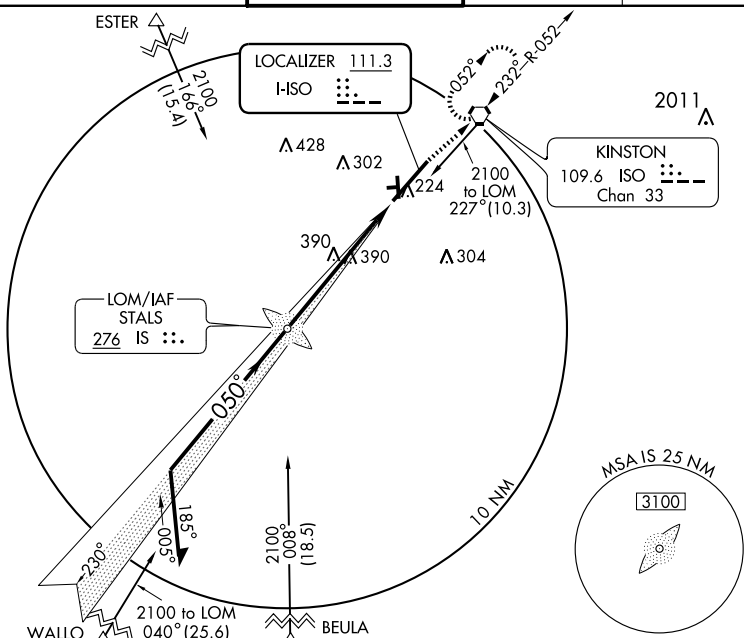 ESTER
2100
166°
(15.4)
LOCALIZER 111.3
I-ISO
052°
232°
R-052
2011
428
302
224
2100
to LOM
227°(10.3)
KINSTON
109.6 ISO
Chan 33
390
390
304
LOM/IAF
STALS
276 IS
050°
185°
005°
230°
2100
008°
(18.5)
10 NM
MSA IS 25 NM
3100
WALLO
2100 to LOM
040°(25.6)
BEULA